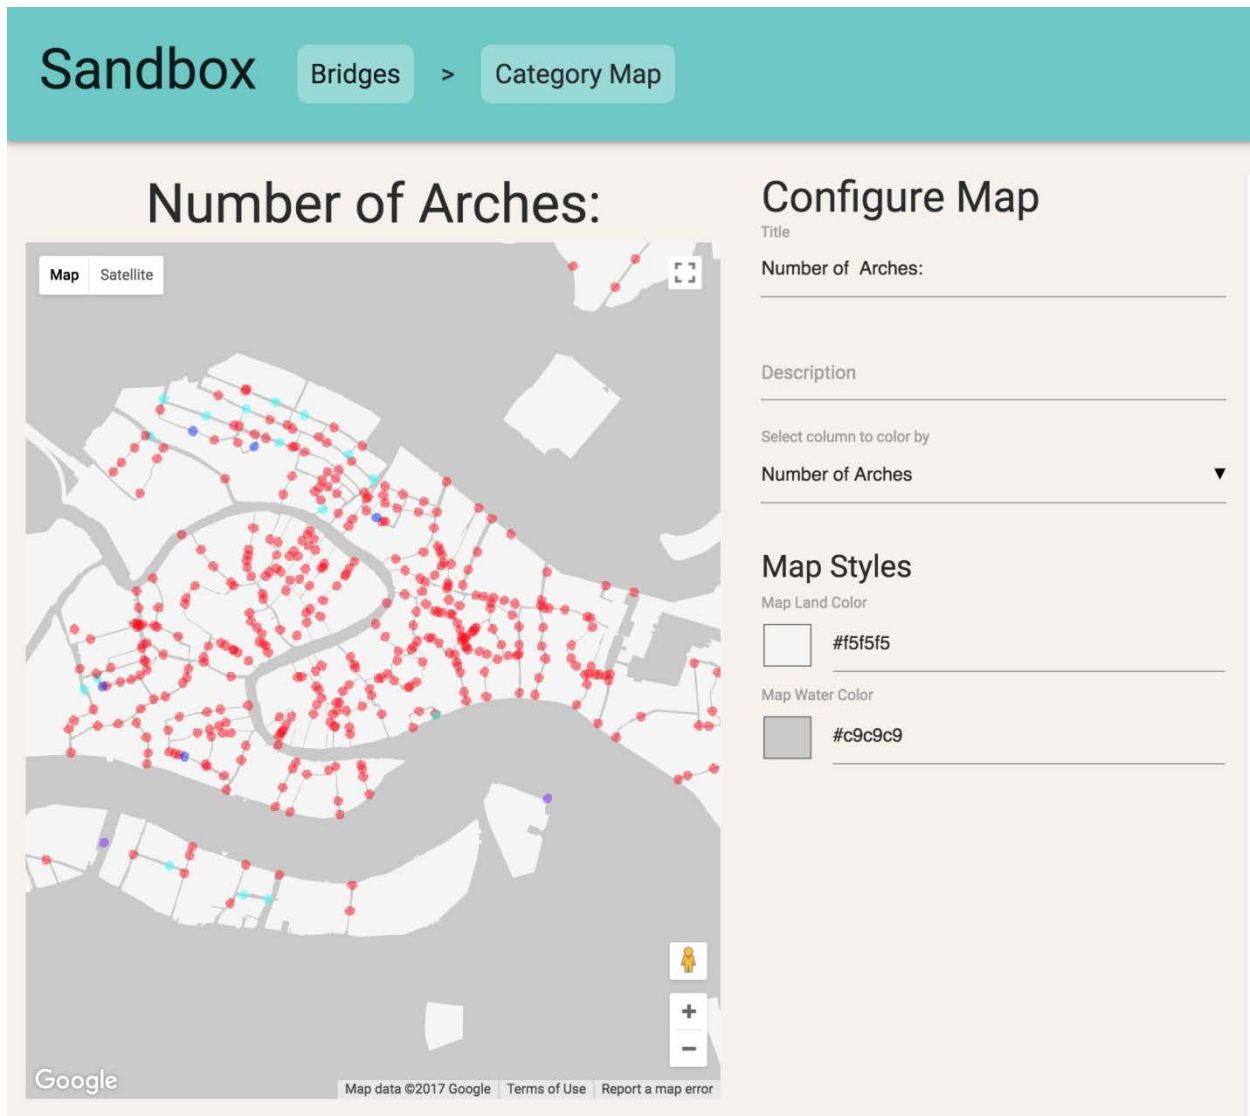 Sandbox Bridges > Category Map
Number of Arches:
Map Satellite
Google
Map data ©2017 Google Terms of Use Report a map error
Configure Map
Title
Number of  Arches:
Description
Select column to color by
Number of Arches ▼
Map Styles
Map Land Color
#f5f5f5
Map Water Color
#c9c9c9